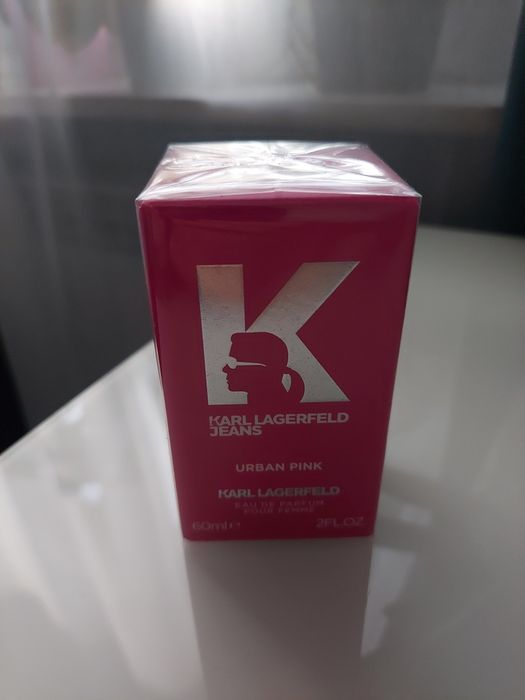 K
KARL LAGERFELD
JEANS
URBAN PINK
KARL LAGERFELD
EAU DE PARFUM
POUR FEMME
60ml ℮ 2FL.OZ